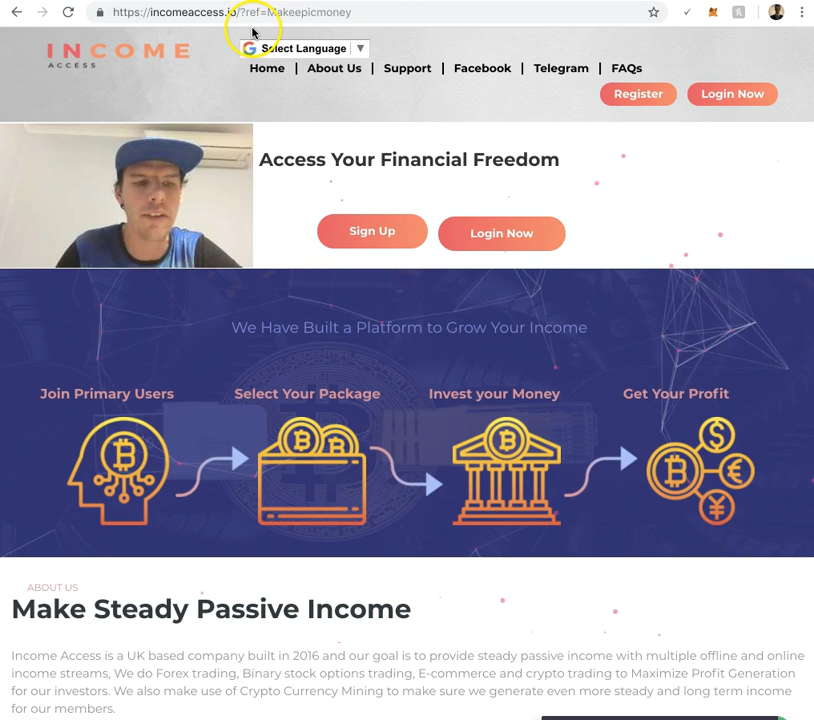 https://incomeaccess.io/?ref=Makeepicmoney
INCOME
ACCESS
Select Language ▼
Home | About Us | Support | Facebook | Telegram | FAQs
Register Login Now
Access Your Financial Freedom
Sign Up Login Now
We Have Built a Platform to Grow Your Income
Join Primary Users Select Your Package Invest your Money Get Your Profit
ABOUT US
Make Steady Passive Income
Income Access is a UK based company built in 2016 and our goal is to provide steady passive income with multiple offline and online
income streams, We do Forex trading, Binary stock options trading, E-commerce and crypto trading to Maximize Profit Generation
for our investors. We also make use of Crypto Currency Mining to make sure we generate even more steady and long term income
for our members.